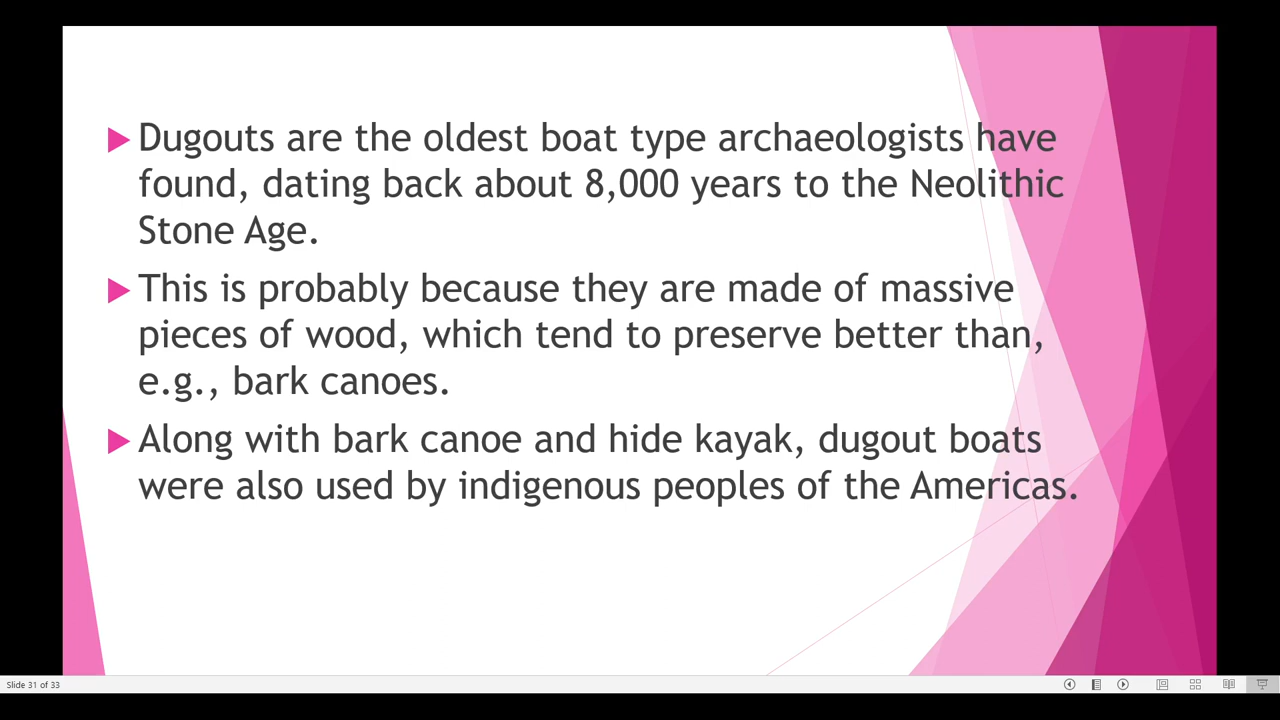 Dugouts are the oldest boat type archaeologists have
found, dating back about 8,000 years to the Neolithic
Stone Age.
This is probably because they are made of massive
pieces of wood, which tend to preserve better than,
e.g., bark canoes.
Along with bark canoe and hide kayak, dugout boats
were also used by indigenous peoples of the Americas.
Slide 31 of 33